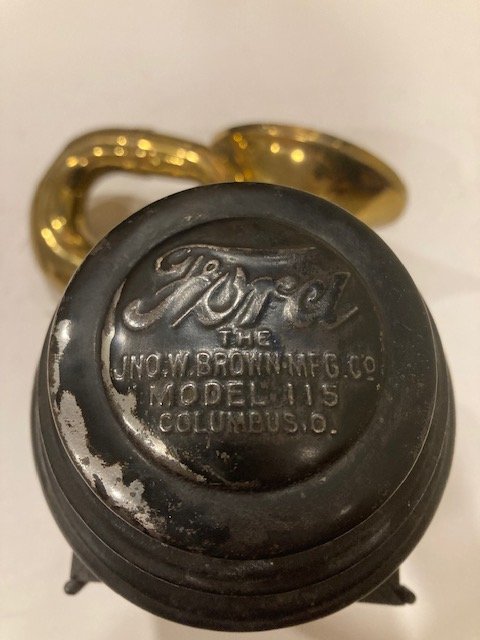 Ford
THE
JNO.W.BROWN·MFG.CO
MODEL·115
COLUMBUS,O.